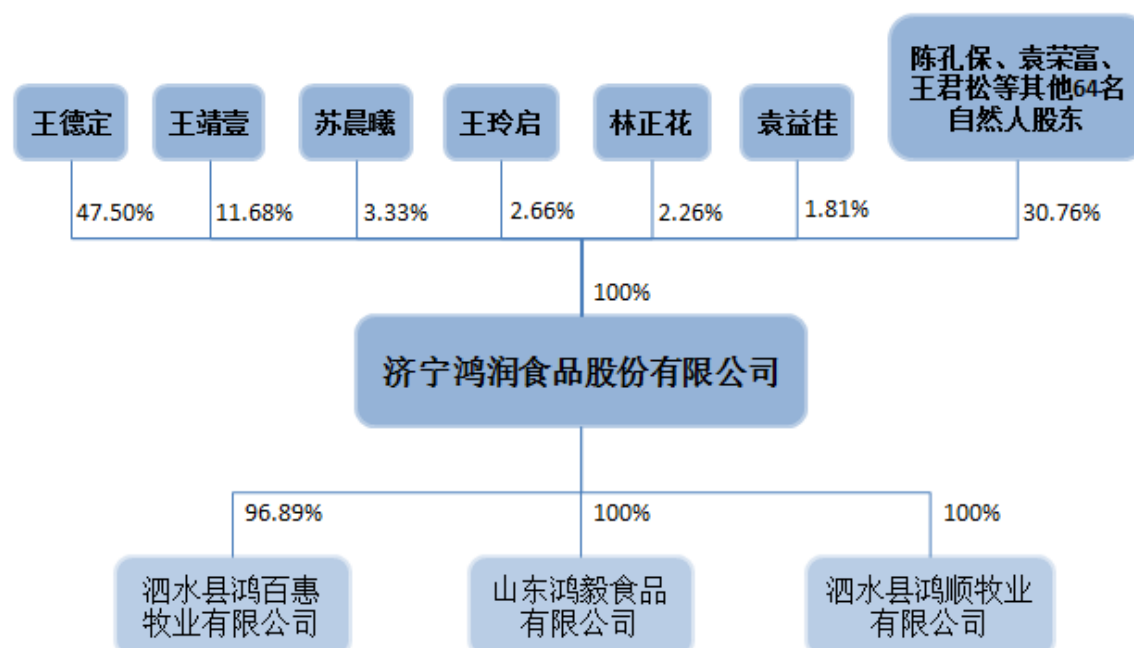 陈孔保、袁荣富、
王君松等其他64名
自然人股东
王德定
王靖壹
苏晨曦
王玲启
林正花
袁益佳
47.50%
11.68%
3.33%
2.66%
2.26%
1.81%
30.76%
100%
济宁鸿润食品股份有限公司
96.89%
100%
100%
泗水县鸿百惠
牧业有限公司
山东鸿毅食品
有限公司
泗水县鸿顺牧业
有限公司